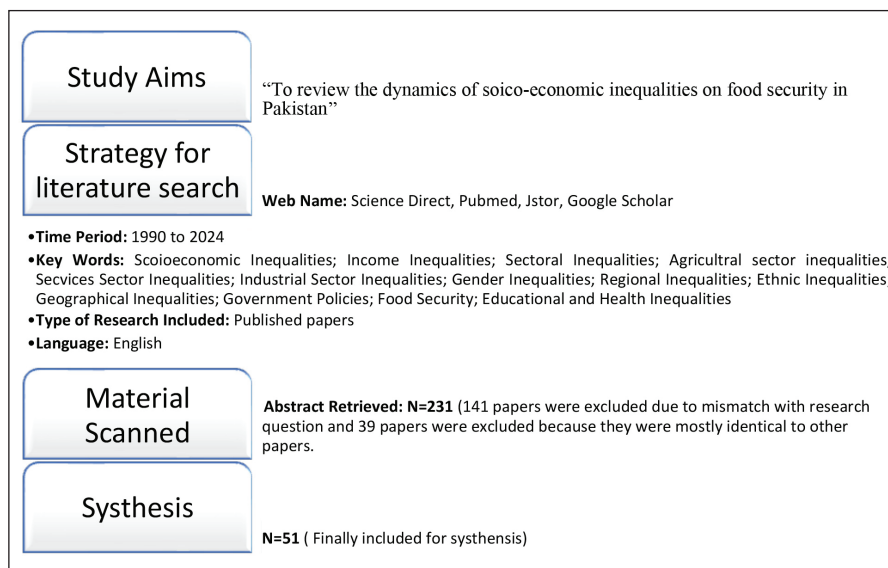 Study Aims
“To review the dynamics of soico-economic inequalities on food security in
Pakistan”
Strategy for
literature search
Web Name: Science Direct, Pubmed, Jstor, Google Scholar
•Time Period: 1990 to 2024
•Key Words: Scoioeconomic Inequalities; Income Inequalities; Sectoral Inequalities; Agricultral sector inequalities;
Secvices Sector Inequalities; Industrial Sector Inequalities; Gender Inequalities; Regional Inequalities; Ethnic Inequalities;
Geographical Inequalities; Government Policies; Food Security; Educational and Health Inequalities
•Type of Research Included: Published papers
•Language: English
Material
Scanned
Abstract Retrieved: N=231 (141 papers were excluded due to mismatch with research
question and 39 papers were excluded because they were mostly identical to other
papers.
Systhesis
N=51 ( Finally included for systhensis)